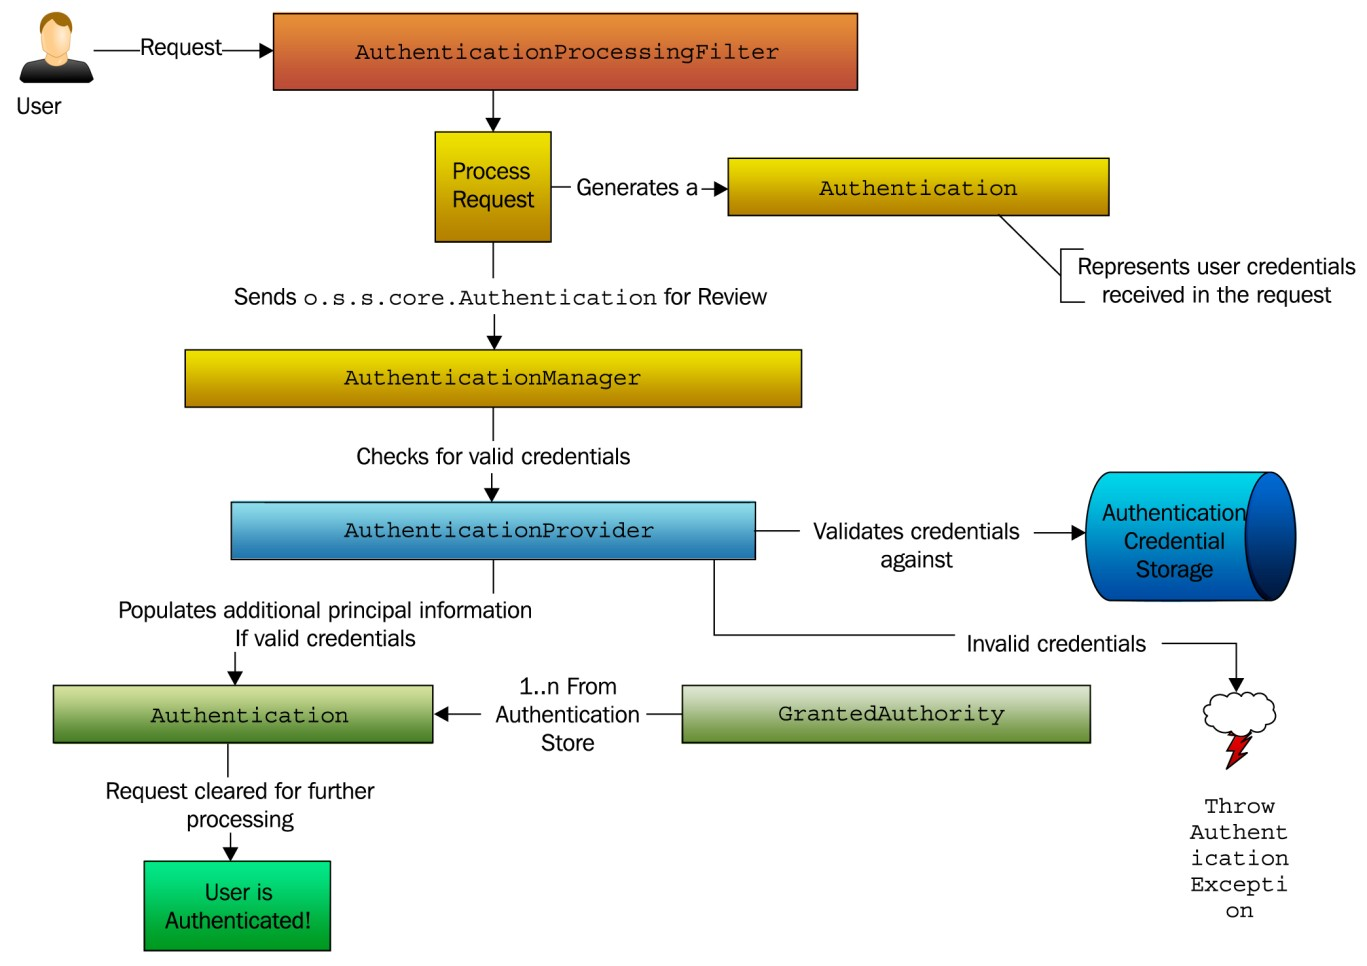 Request
AuthenticationProcessingFilter
User
Process
Request
Generates a
Authentication
Represents user credentials
received in the request
Sends o.s.s.core.Authentication for Review
AuthenticationManager
Checks for valid credentials
AuthenticationProvider
Validates credentials
against
Authentication
Credential
Storage
Populates additional principal information
If valid credentials
Invalid credentials
Authentication
1..n From
Authentication
Store
GrantedAuthority
Request cleared for further
processing
Throw
Authent
ication
Excepti
on
User is
Authenticated!